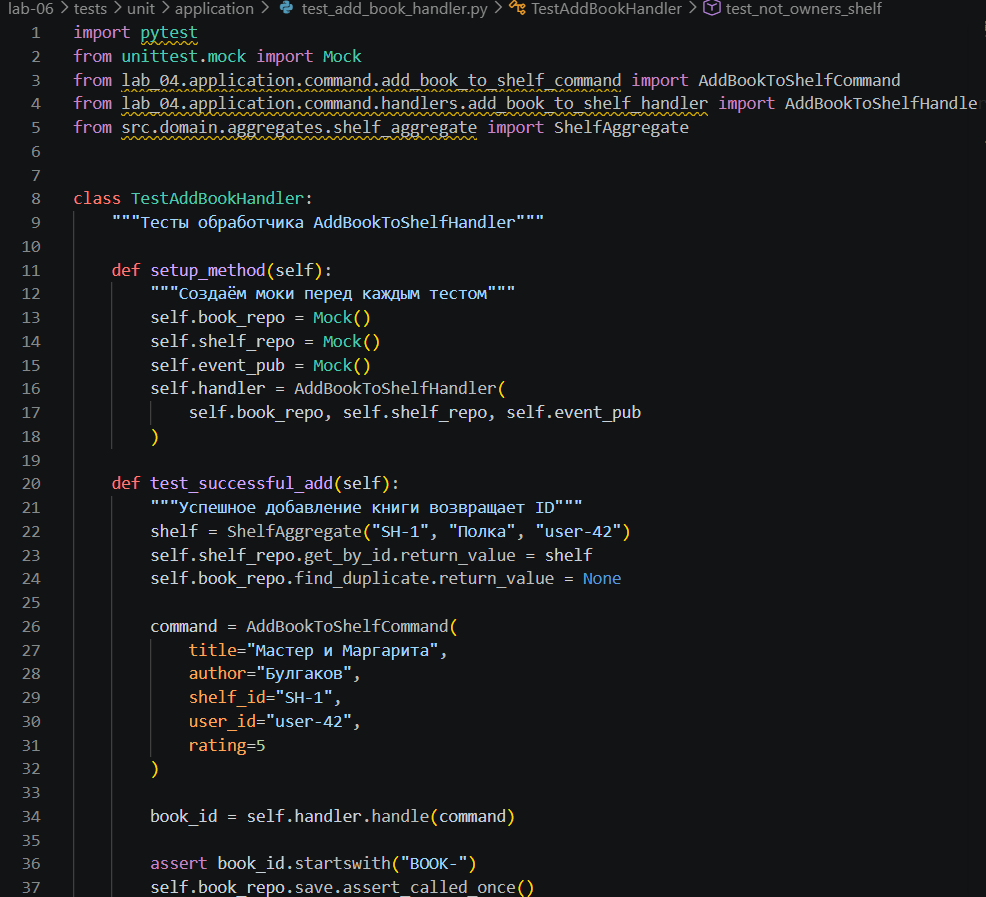 lab-06 > tests > unit > application > test_add_book_handler.py > TestAddBookHandler > test_not_owners_shelf
1 import pytest
2 from unittest.mock import Mock
3 from lab_04.application.command.add_book_to_shelf_command import AddBookToShelfCommand
4 from lab_04.application.command.handlers.add_book_to_shelf_handler import AddBookToShelfHandle
5 from src.domain.aggregates.shelf_aggregate import ShelfAggregate
6
7
8 class TestAddBookHandler:
9     """Тесты обработчика AddBookToShelfHandler"""
10
11     def setup_method(self):
12         """Создаём моки перед каждым тестом"""
13         self.book_repo = Mock()
14         self.shelf_repo = Mock()
15         self.event_pub = Mock()
16         self.handler = AddBookToShelfHandler(
17             self.book_repo, self.shelf_repo, self.event_pub
18         )
19
20     def test_successful_add(self):
21         """Успешное добавление книги возвращает ID"""
22         shelf = ShelfAggregate("SH-1", "Полка", "user-42")
23         self.shelf_repo.get_by_id.return_value = shelf
24         self.book_repo.find_duplicate.return_value = None
25
26         command = AddBookToShelfCommand(
27             title="Мастер и Маргарита",
28             author="Булгаков",
29             shelf_id="SH-1",
30             user_id="user-42",
31             rating=5
32         )
33
34         book_id = self.handler.handle(command)
35
36         assert book_id.startswith("BOOK-")
37         self.book_repo.save.assert_called_once()